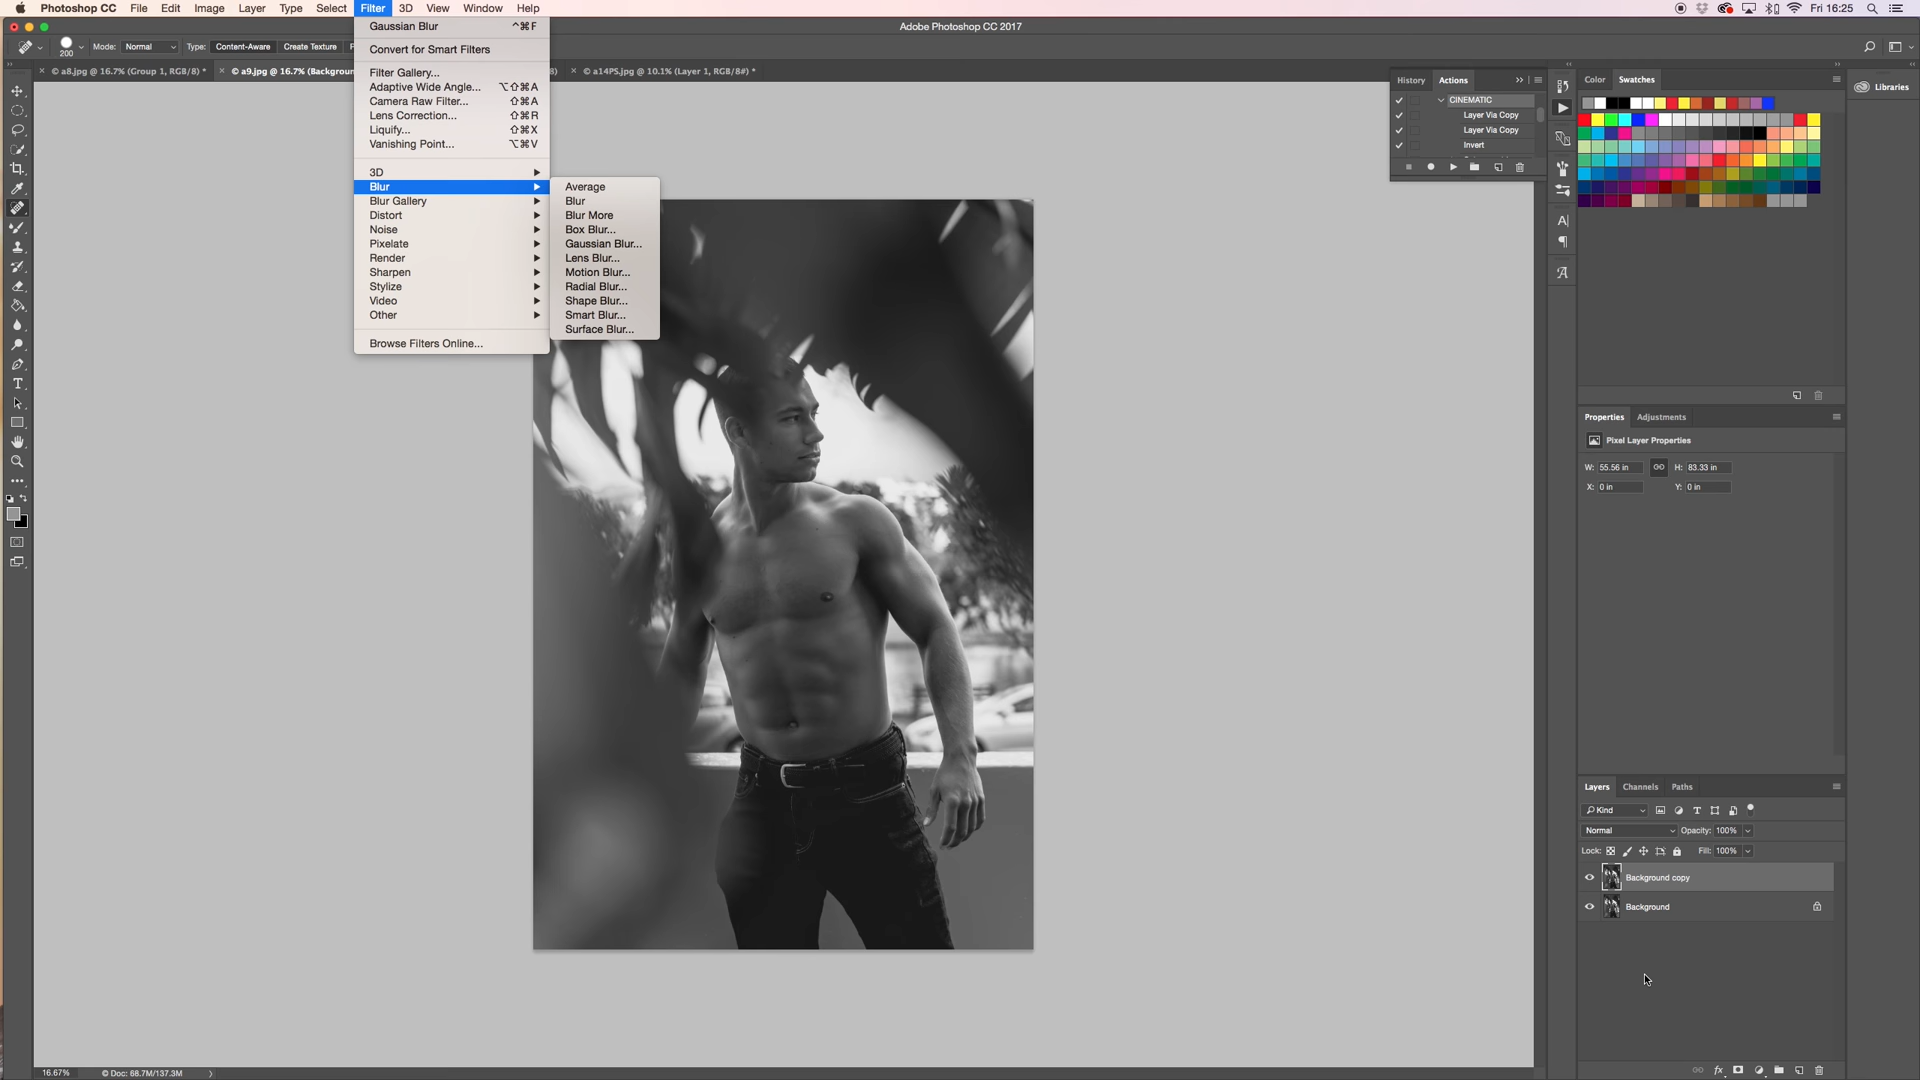 Photoshop CC File Edit Image Layer Type Select Filter 3D View Window Help Fri 16:25
Adobe Photoshop CC 2017
200 Mode: Normal Type: Content-Aware Create Texture
© a8.jpg @ 16.7% (Group 1, RGB/8) * © a9.jpg @ 16.7% (Backgroun /8) © a14PS.jpg @ 10.1% (Layer 1, RGB/8#) *
Gaussian Blur ^⌘F
Convert for Smart Filters
Filter Gallery...
Adaptive Wide Angle... ⌥⇧⌘A
Camera Raw Filter... ⇧⌘A
Lens Correction... ⇧⌘R
Liquify... ⇧⌘X
Vanishing Point... ⌥⌘V
3D
Blur
Blur Gallery
Distort
Noise
Pixelate
Render
Sharpen
Stylize
Video
Other
Browse Filters Online...
Average
Blur
Blur More
Box Blur...
Gaussian Blur...
Lens Blur...
Motion Blur...
Radial Blur...
Shape Blur...
Smart Blur...
Surface Blur...
History Actions
CINEMATIC
Layer Via Copy
Layer Via Copy
Invert
Color Swatches
Libraries
Properties Adjustments
Pixel Layer Properties
W: 55.56 in H: 83.33 in
X: 0 in Y: 0 in
Layers Channels Paths
Kind
Normal Opacity: 100%
Lock: Fill: 100%
Background copy
Background
16.67% © Doc: 68.7M/137.3M